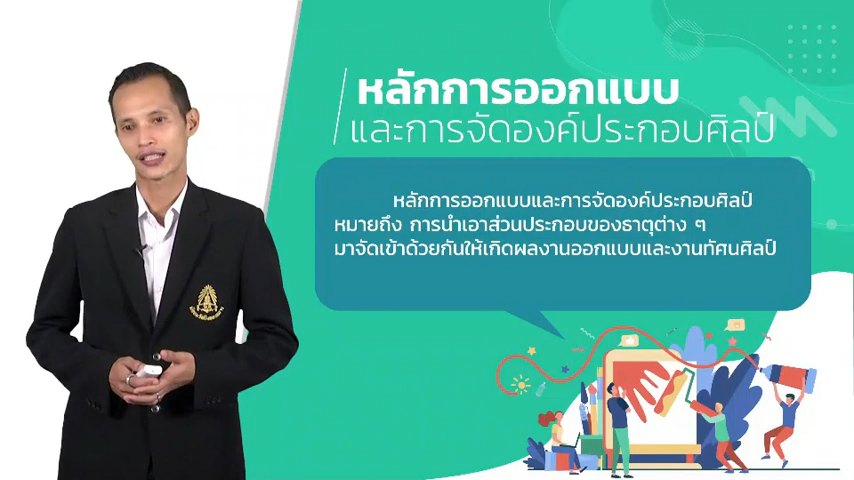 หลักการออกแบบ
และการจัดองค์ประกอบศิลป์
หลักการออกแบบและการจัดองค์ประกอบศิลป์
หมายถึง การนำเอาส่วนประกอบของธาตุต่าง ๆ
มาจัดเข้าด้วยกันให้เกิดผลงานออกแบบและงานทัศนศิลป์